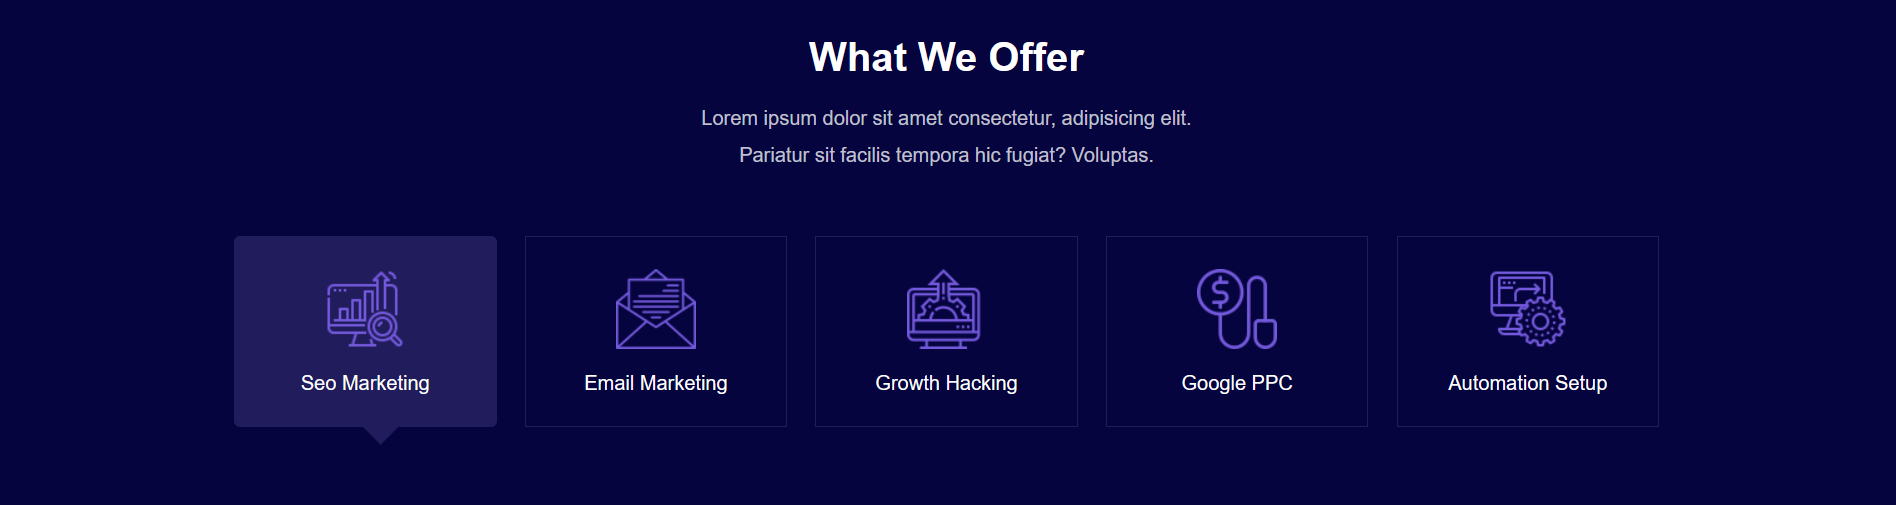 What We Offer
Lorem ipsum dolor sit amet consectetur, adipisicing elit.
Pariatur sit facilis tempora hic fugiat? Voluptas.
$
Seo Marketing
Email Marketing
Growth Hacking
Google PPC
Automation Setup